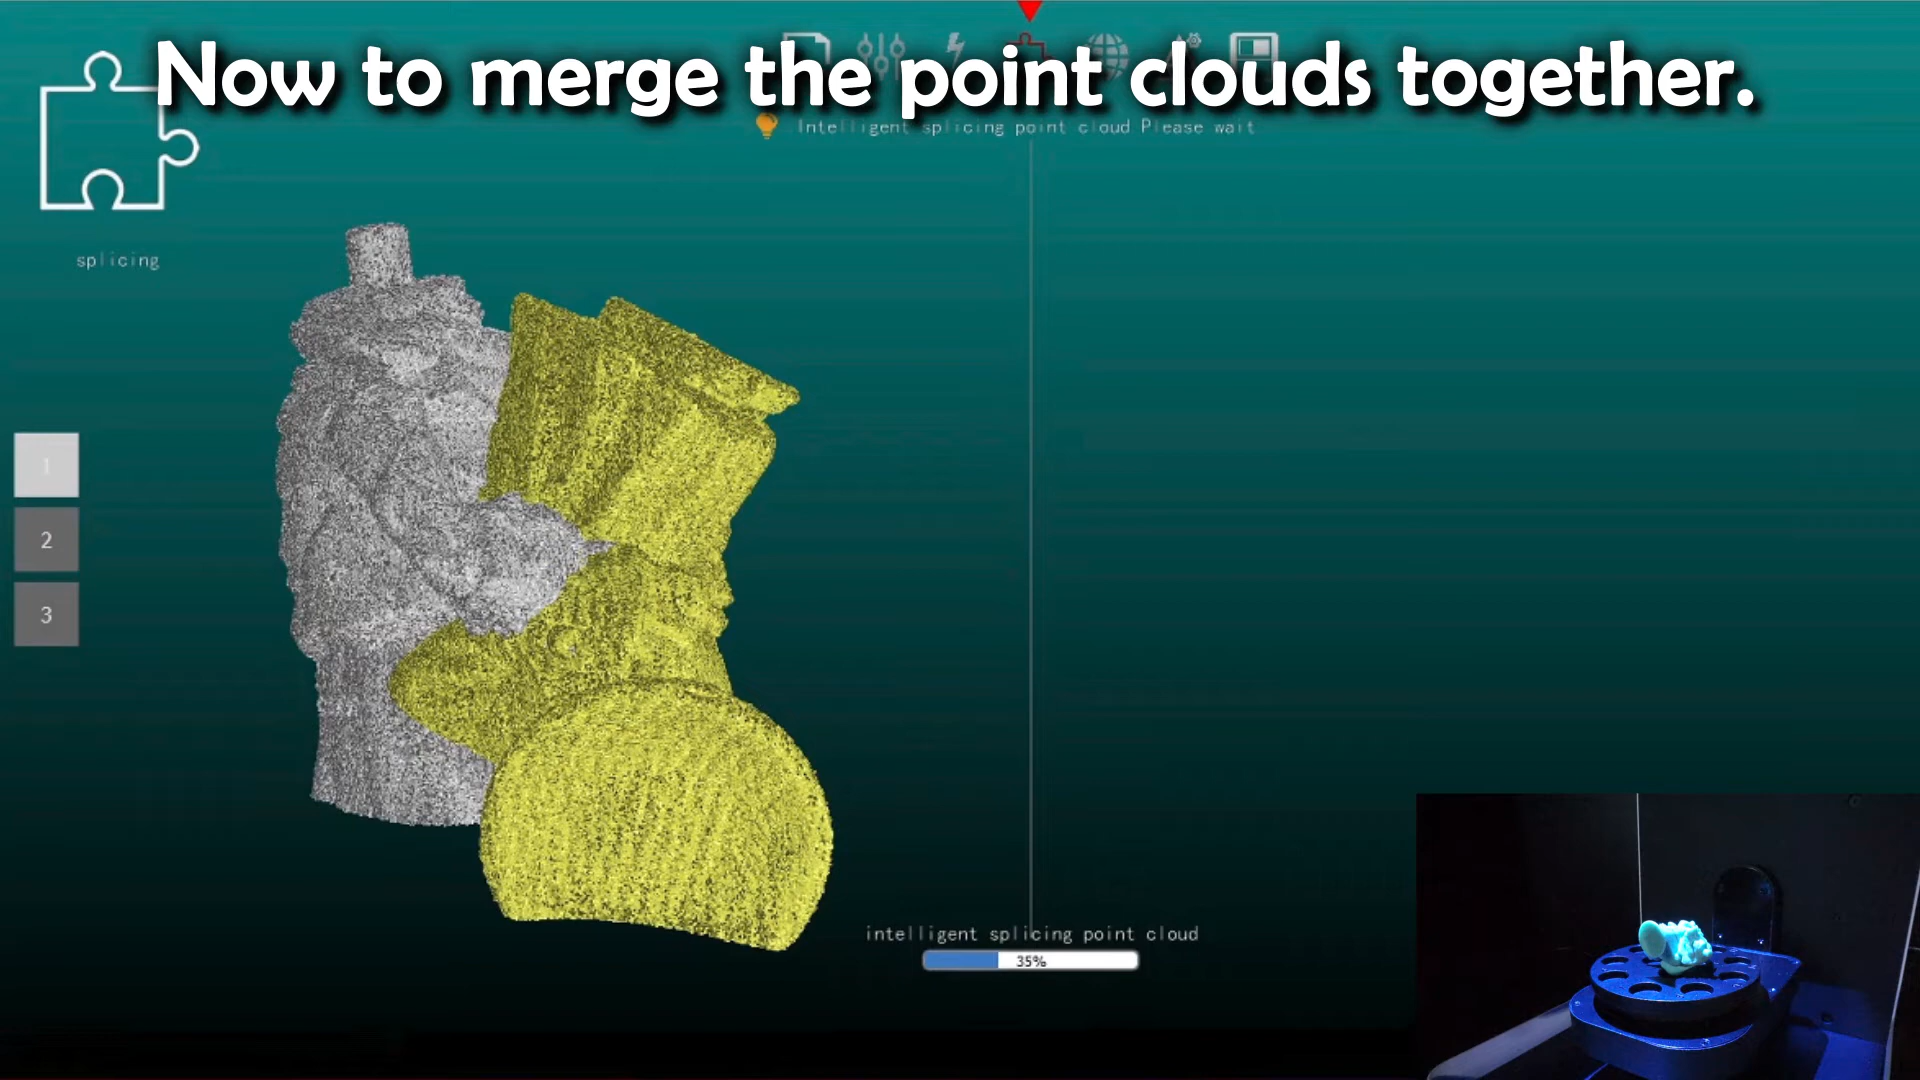 Now to merge the point clouds together.
Intelligent splicing point cloud Please wait
splicing
1
2
3
intelligent splicing point cloud
35%